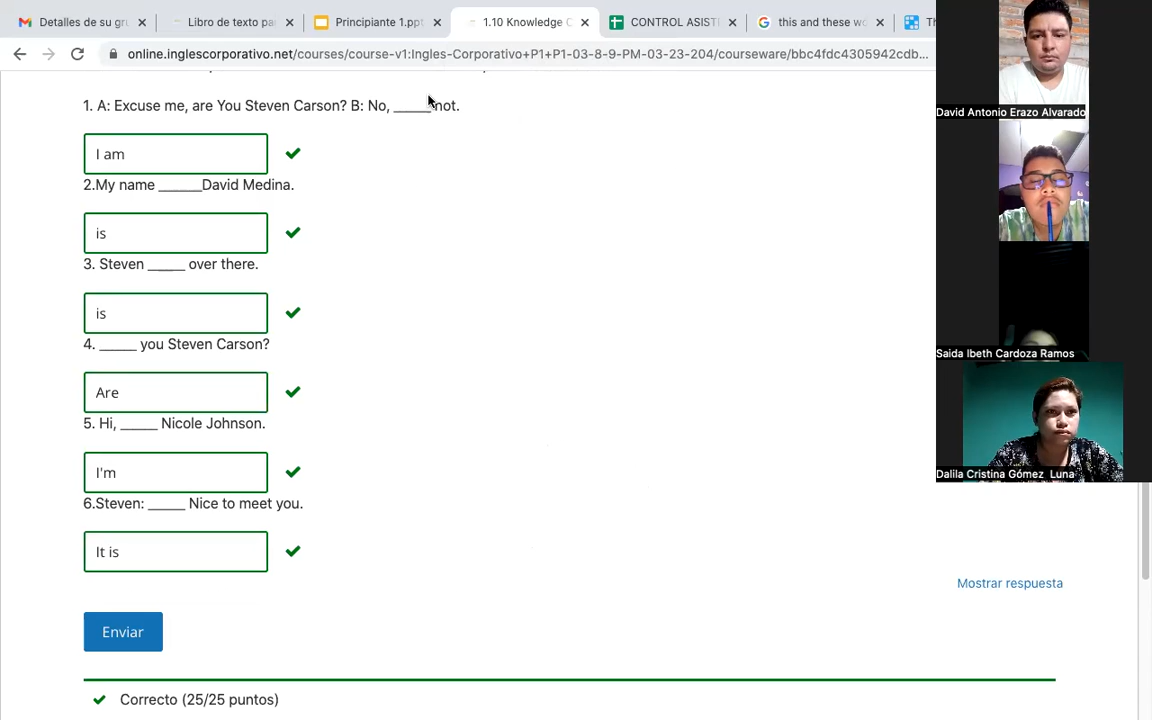 Detalles de su gru
Libro de texto pa
Principiante 1.ppt
1.10 Knowledge C
CONTROL ASIST
this and these wo
Th
online.inglescorporativo.net/courses/course-v1:Ingles-Corporativo+P1+P1-03-8-9-PM-03-23-204/courseware/bbc4fdc4305942cdb...
1. A: Excuse me, are You Steven Carson? B: No, _____not.
I am
2.My name ______David Medina.
is
3. Steven _____ over there.
is
4. _____ you Steven Carson?
Are
5. Hi, _____ Nicole Johnson.
I'm
6.Steven: _____ Nice to meet you.
It is
Mostrar respuesta
Enviar
Correcto (25/25 puntos)
David Antonio Erazo Alvarado
Saida Ibeth Cardoza Ramos
Dalila Cristina Gómez Luna